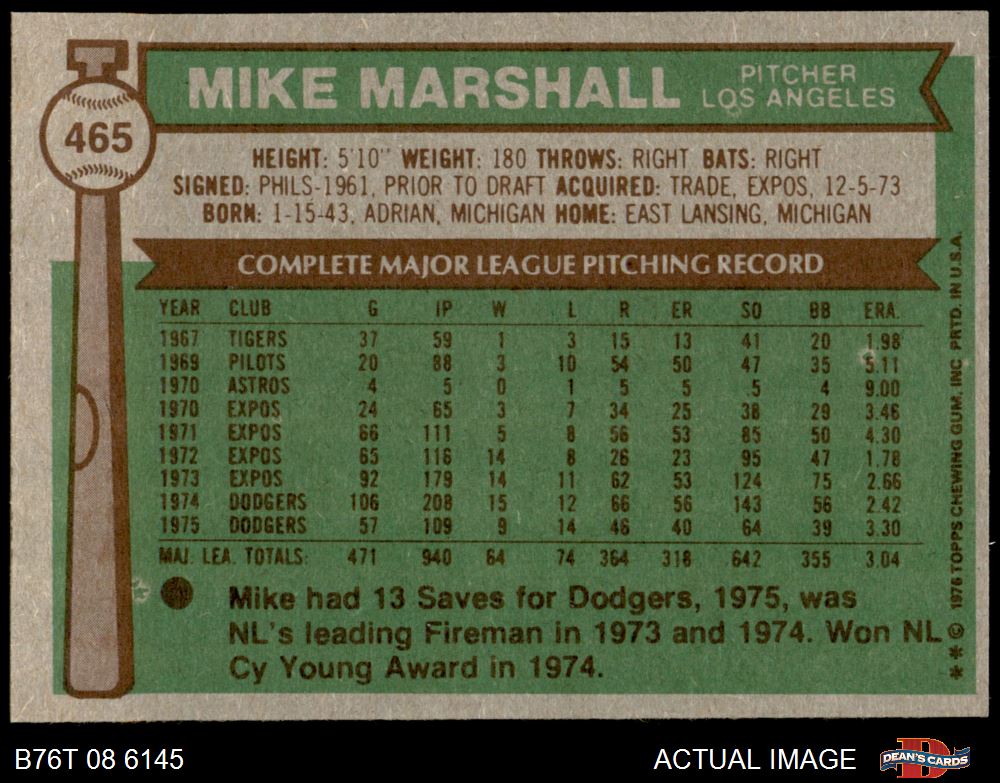 465
MIKE MARSHALL
PITCHER
LOS ANGELES
HEIGHT: 5'10" WEIGHT: 180 THROWS: RIGHT BATS: RIGHT
SIGNED: PHILS-1961, PRIOR TO DRAFT ACQUIRED: TRADE, EXPOS, 12-5-73
BORN: 1-15-43, ADRIAN, MICHIGAN HOME: EAST LANSING, MICHIGAN
COMPLETE MAJOR LEAGUE PITCHING RECORD
YEAR CLUB G IP W L R ER SO BB ERA.
1967 TIGERS 37 59 1 3 15 13 41 20 1.98
1969 PILOTS 20 88 3 10 54 50 47 35 5.11
1970 ASTROS 4 5 0 1 5 5 5 4 9.00
1970 EXPOS 24 65 3 7 34 25 38 29 3.46
1971 EXPOS 66 111 5 8 56 53 85 50 4.30
1972 EXPOS 65 116 14 8 26 23 95 47 1.78
1973 EXPOS 92 179 14 11 62 53 124 75 2.66
1974 DODGERS 106 208 15 12 66 56 143 56 2.42
1975 DODGERS 57 109 9 14 46 40 64 39 3.30
MAJ. LEA. TOTALS: 471 940 64 74 364 318 642 355 3.04
Mike had 13 Saves for Dodgers, 1975, was
NL's leading Fireman in 1973 and 1974. Won NL
Cy Young Award in 1974.
* * © 1976 TOPPS CHEWING GUM, INC. PRTD. IN U.S.A.
B76T 08 6145
ACTUAL IMAGE
DEAN'S CARDS